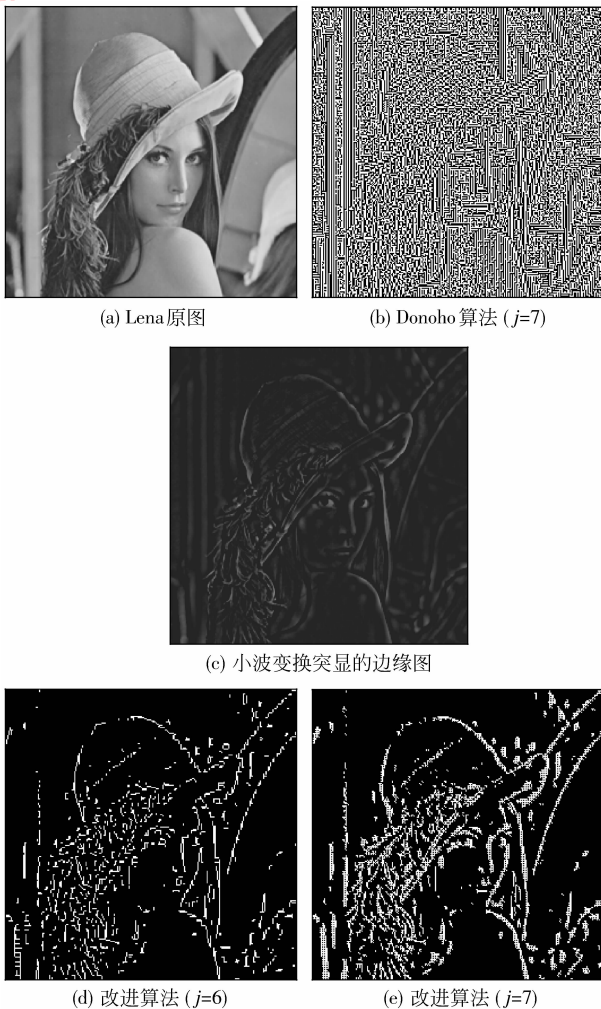 (a) Lena原图
(b) Donoho算法 (j=7)
(c) 小波变换突显的边缘图
(d) 改进算法 (j=6)
(e) 改进算法 (j=7)